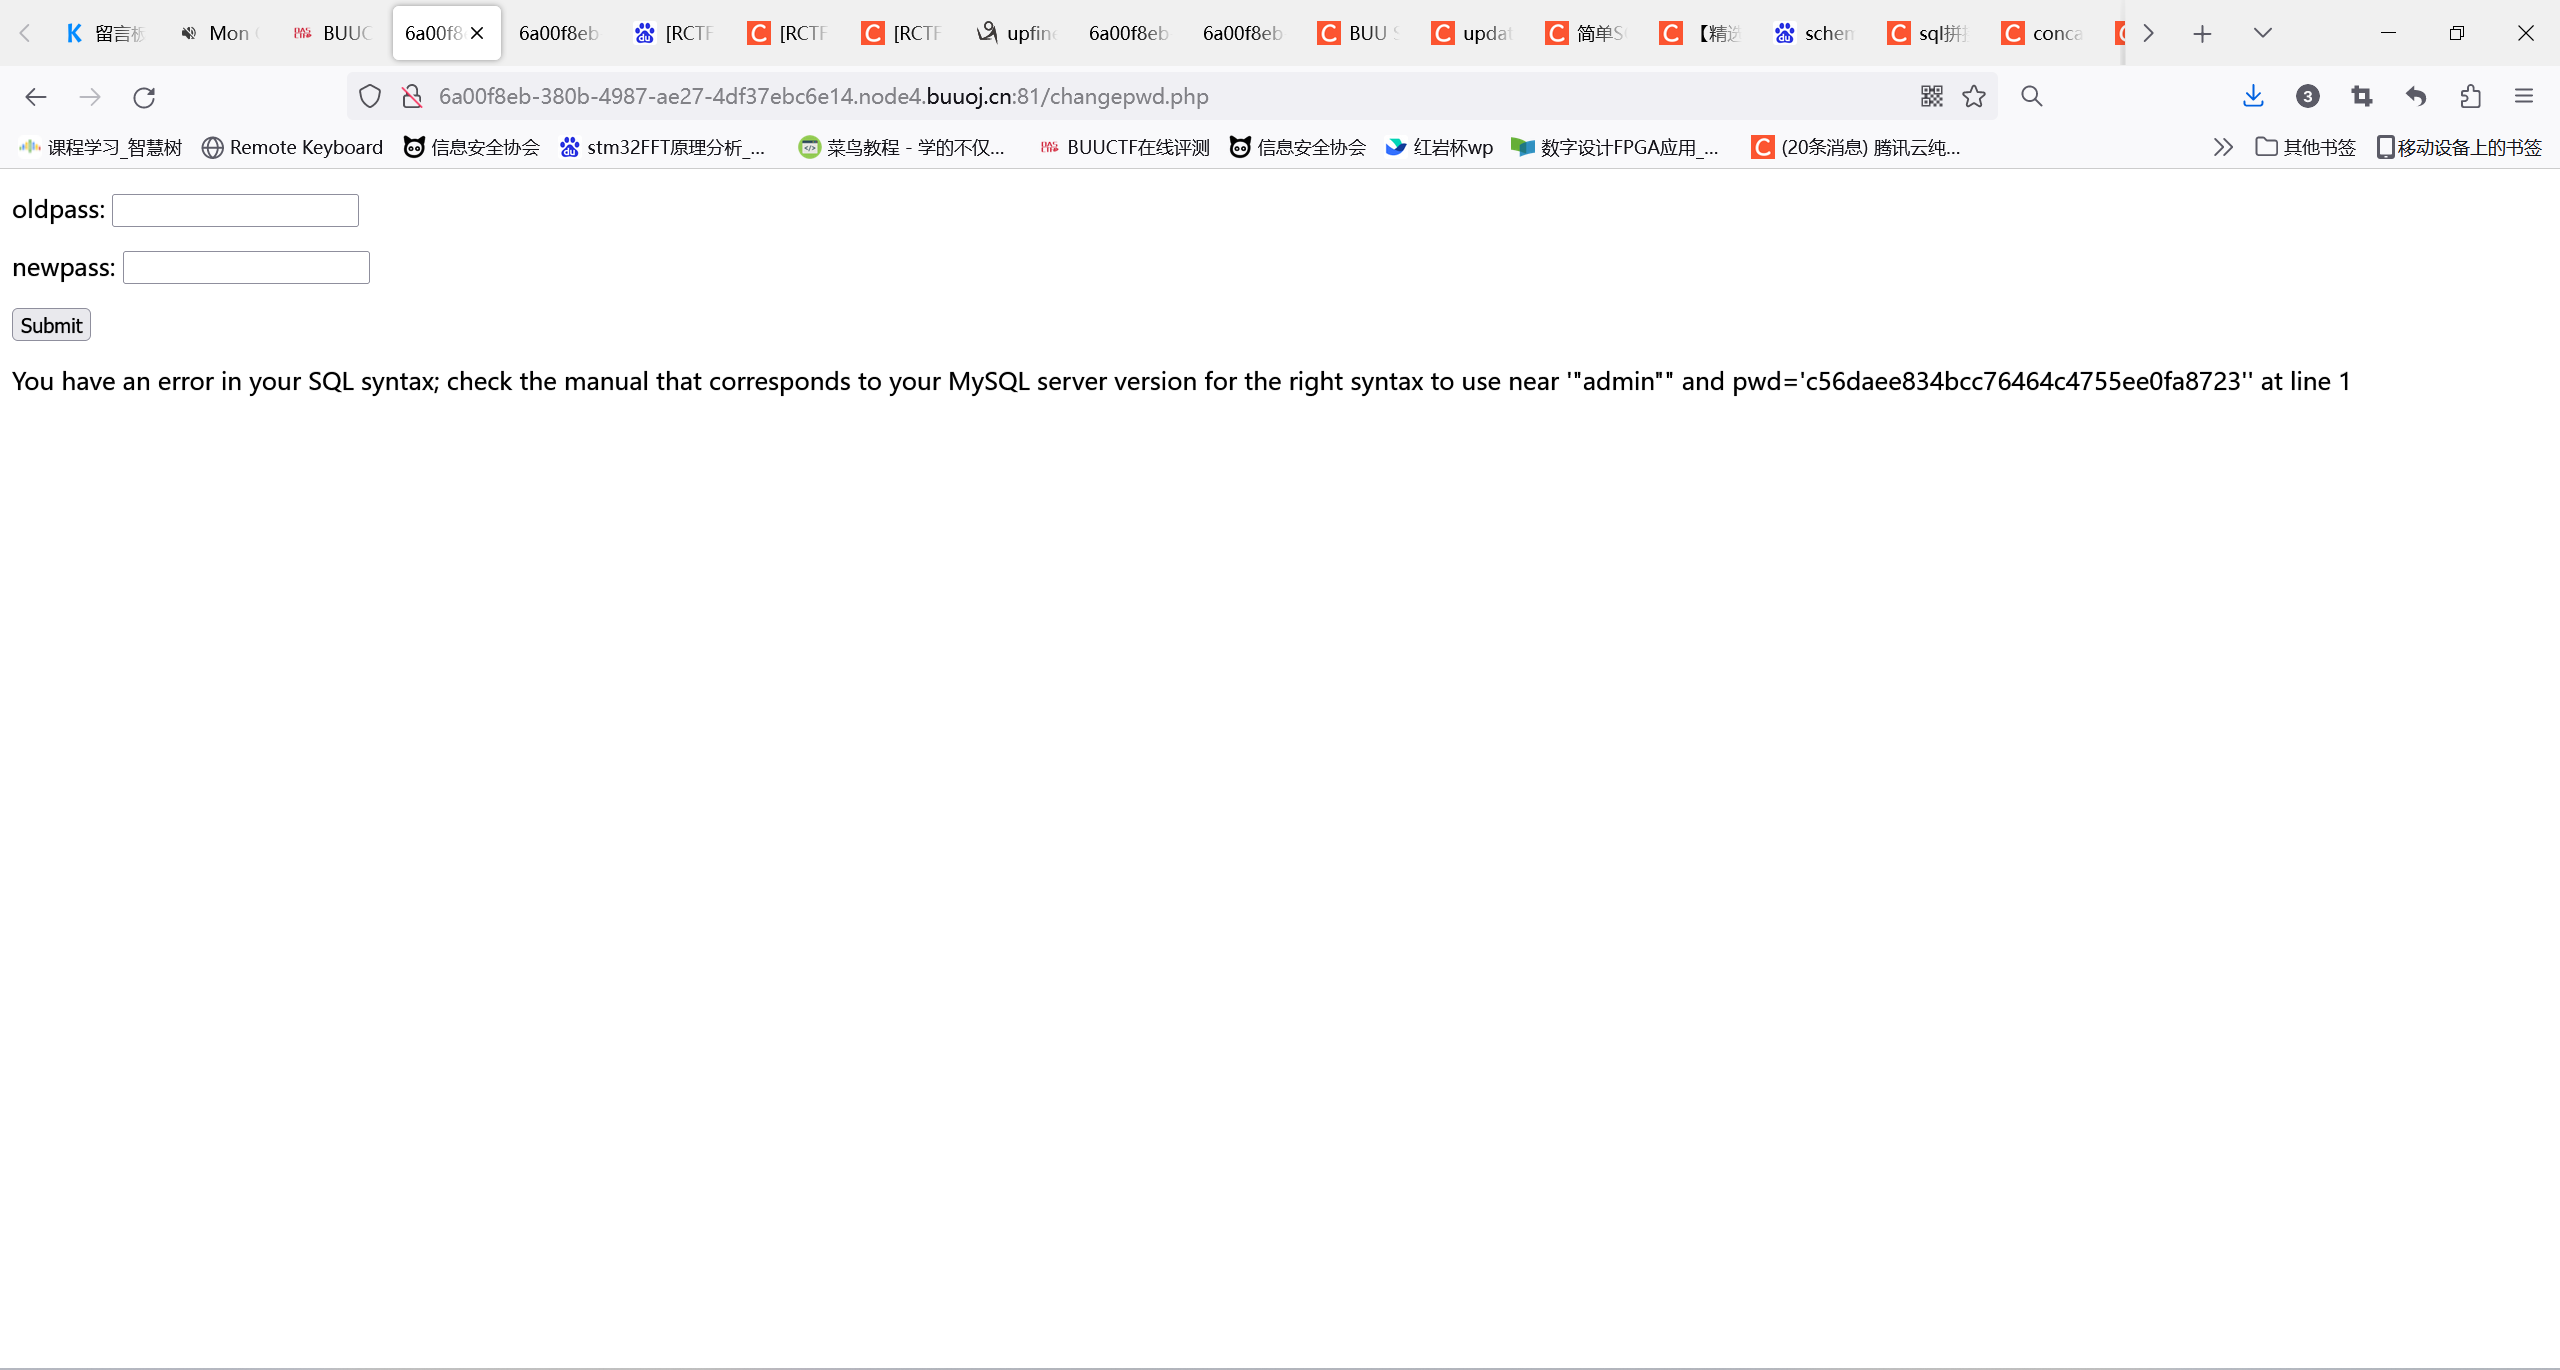 K 留言板 Mon BUUC 6a00f8 6a00f8eb [RCTF [RCTF [RCTF upfine 6a00f8eb 6a00f8eb BUU S updat 简单S 【精选 schem sql拼接 conca
6a00f8eb-380b-4987-ae27-4df37ebc6e14.node4.buuoj.cn:81/changepwd.php 3
课程学习_智慧树 Remote Keyboard 信息安全协会 stm32FFT原理分析_... 菜鸟教程 - 学的不仅... BUUCTF在线评测 信息安全协会 红岩杯wp 数字设计FPGA应用_... (20条消息) 腾讯云纯... 其他书签 移动设备上的书签
oldpass:
newpass:
Submit
You have an error in your SQL syntax; check the manual that corresponds to your MySQL server version for the right syntax to use near '"admin"" and pwd='c56daee834bcc76464c4755ee0fa8723'' at line 1